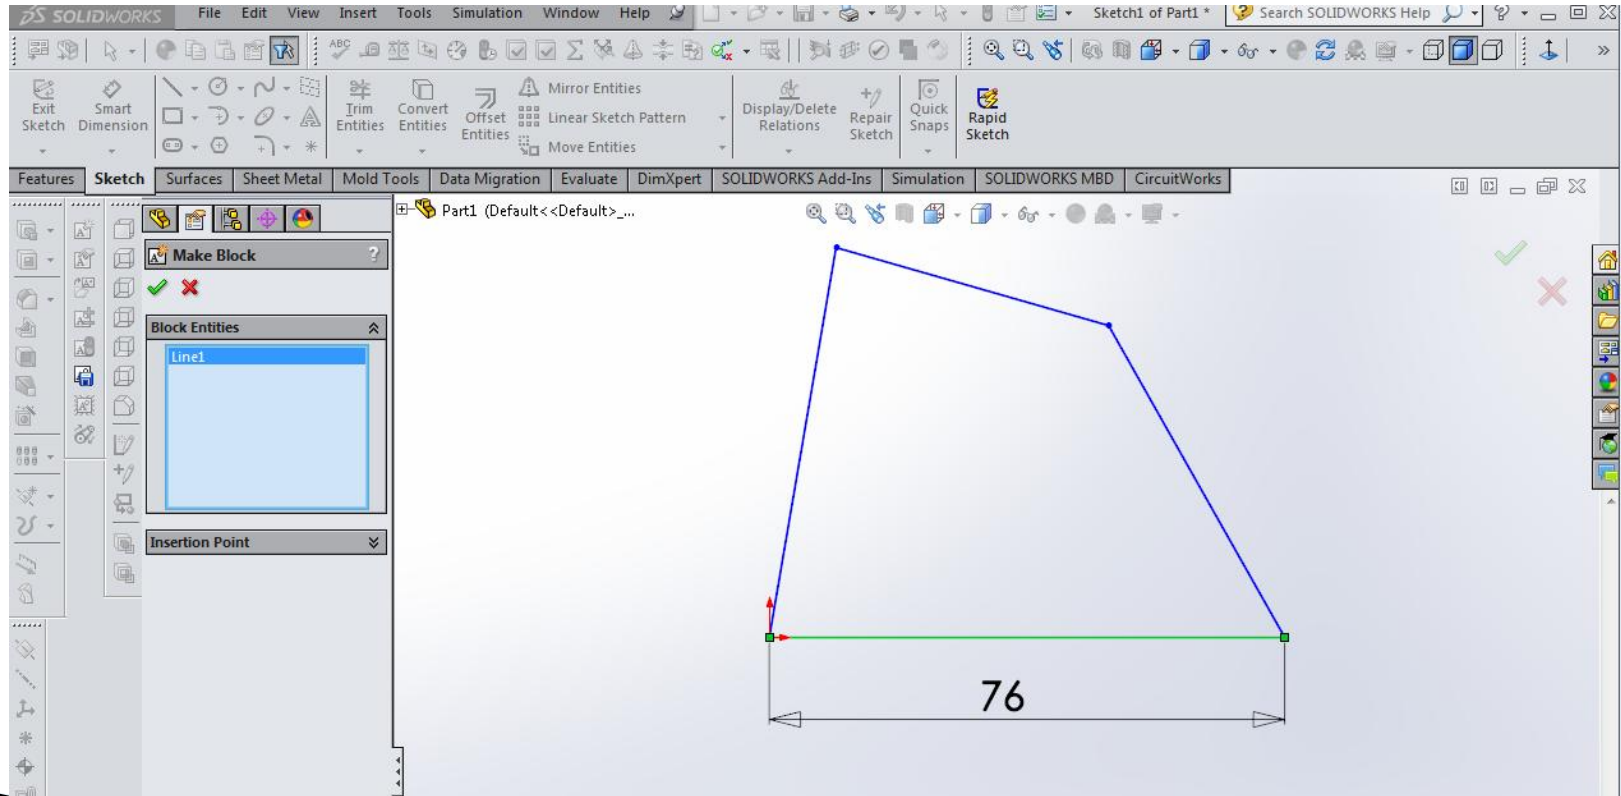 SOLIDWORKS File Edit View Insert Tools Simulation Window Help Sketch1 of Part1 * Search SOLIDWORKS Help
ABC
Exit Sketch
Smart Dimension
Trim Entities
Convert Entities
Offset Entities
Mirror Entities
Linear Sketch Pattern
Move Entities
Display/Delete Relations
Repair Sketch
Quick Snaps
Rapid Sketch
Features Sketch Surfaces Sheet Metal Mold Tools Data Migration Evaluate DimXpert SOLIDWORKS Add-Ins Simulation SOLIDWORKS MBD CircuitWorks
Part1 (Default<<Default>_...
Make Block ?
Block Entities
Line1
Insertion Point
76